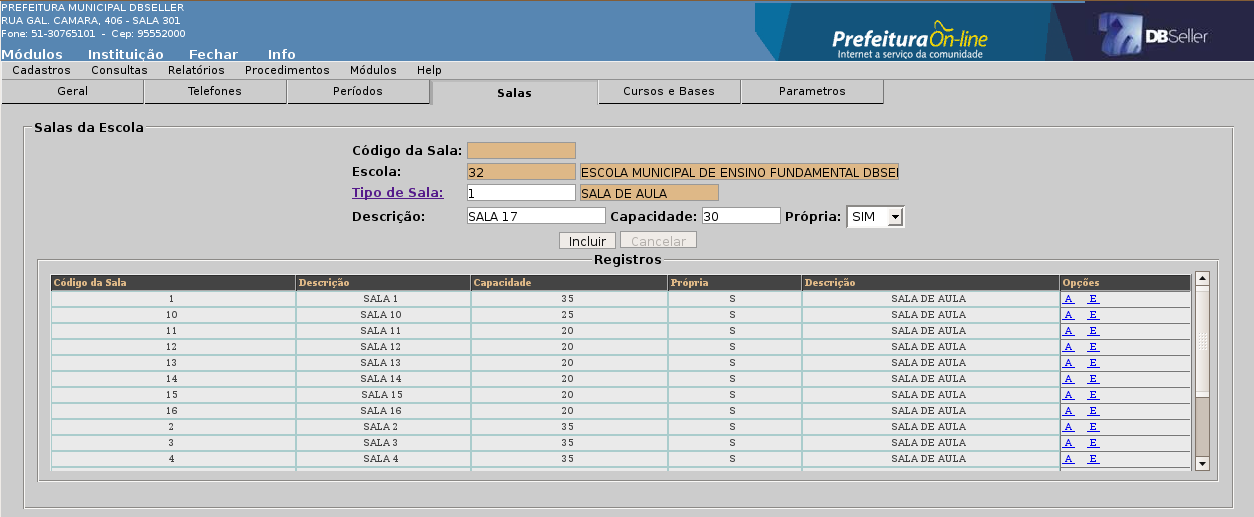 PREFEITURA MUNICIPAL DBSELLER
RUA GAL. CAMARA, 406 - SALA 301
Fone: 51-30765101 - Cep: 95552000
Módulos Instituição Fechar Info
PrefeituraOn-line
Internet a serviço da comunidade
DBSeller
Cadastros Consultas Relatórios Procedimentos Módulos Help
Geral Telefones Períodos Salas Cursos e Bases Parametros
Salas da Escola
Código da Sala:
Escola: 32 ESCOLA MUNICIPAL DE ENSINO FUNDAMENTAL DBSEI
Tipo de Sala: 1 SALA DE AULA
Descrição: SALA 17 Capacidade: 30 Própria: SIM
Incluir Cancelar
Registros
Código da Sala Descrição Capacidade Própria Descrição Opções
1 SALA 1 35 S SALA DE AULA A E
10 SALA 10 25 S SALA DE AULA A E
11 SALA 11 20 S SALA DE AULA A E
12 SALA 12 20 S SALA DE AULA A E
13 SALA 13 20 S SALA DE AULA A E
14 SALA 14 20 S SALA DE AULA A E
15 SALA 15 20 S SALA DE AULA A E
16 SALA 16 20 S SALA DE AULA A E
2 SALA 2 35 S SALA DE AULA A E
3 SALA 3 35 S SALA DE AULA A E
4 SALA 4 35 S SALA DE AULA A E